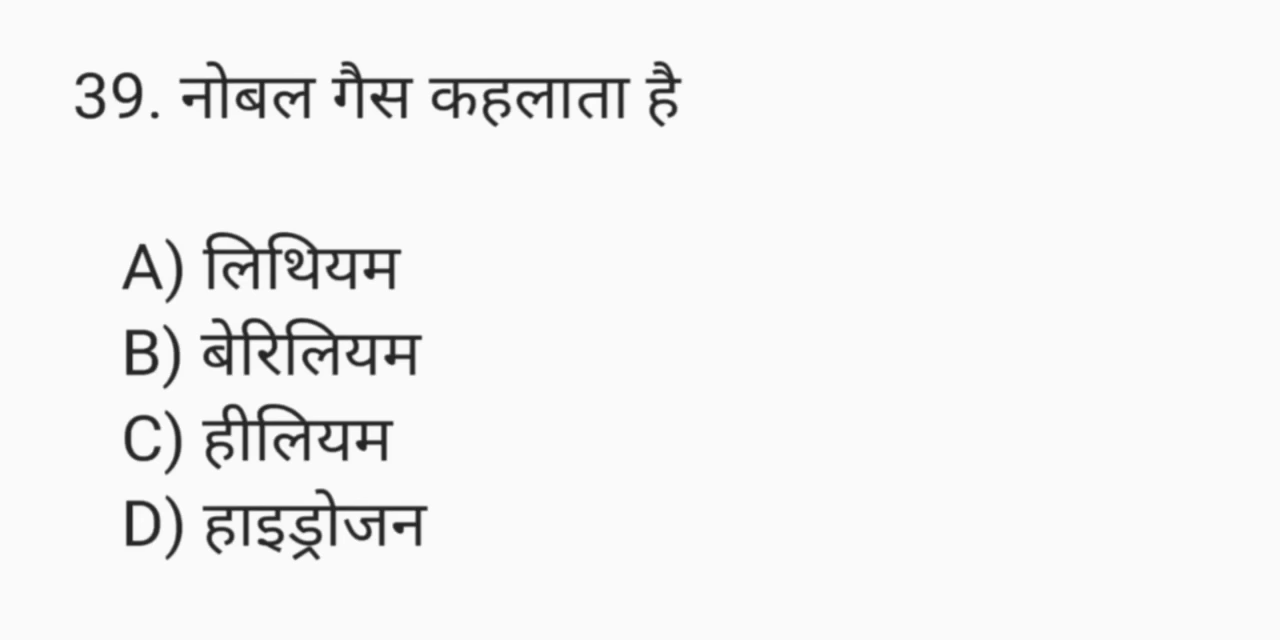 39. नोबल गैस कहलाता है
A) लिथियम
B) बेरिलियम
C) हीलियम
D) हाइड्रोजन